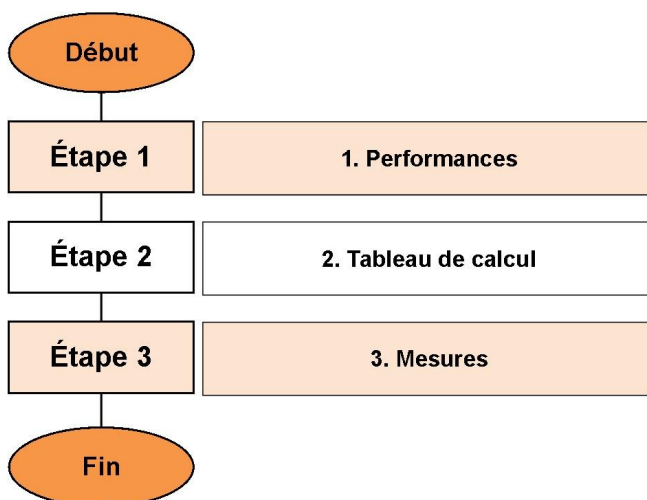 Début
Étape 1
1. Performances
Étape 2
2. Tableau de calcul
Étape 3
3. Mesures
Fin